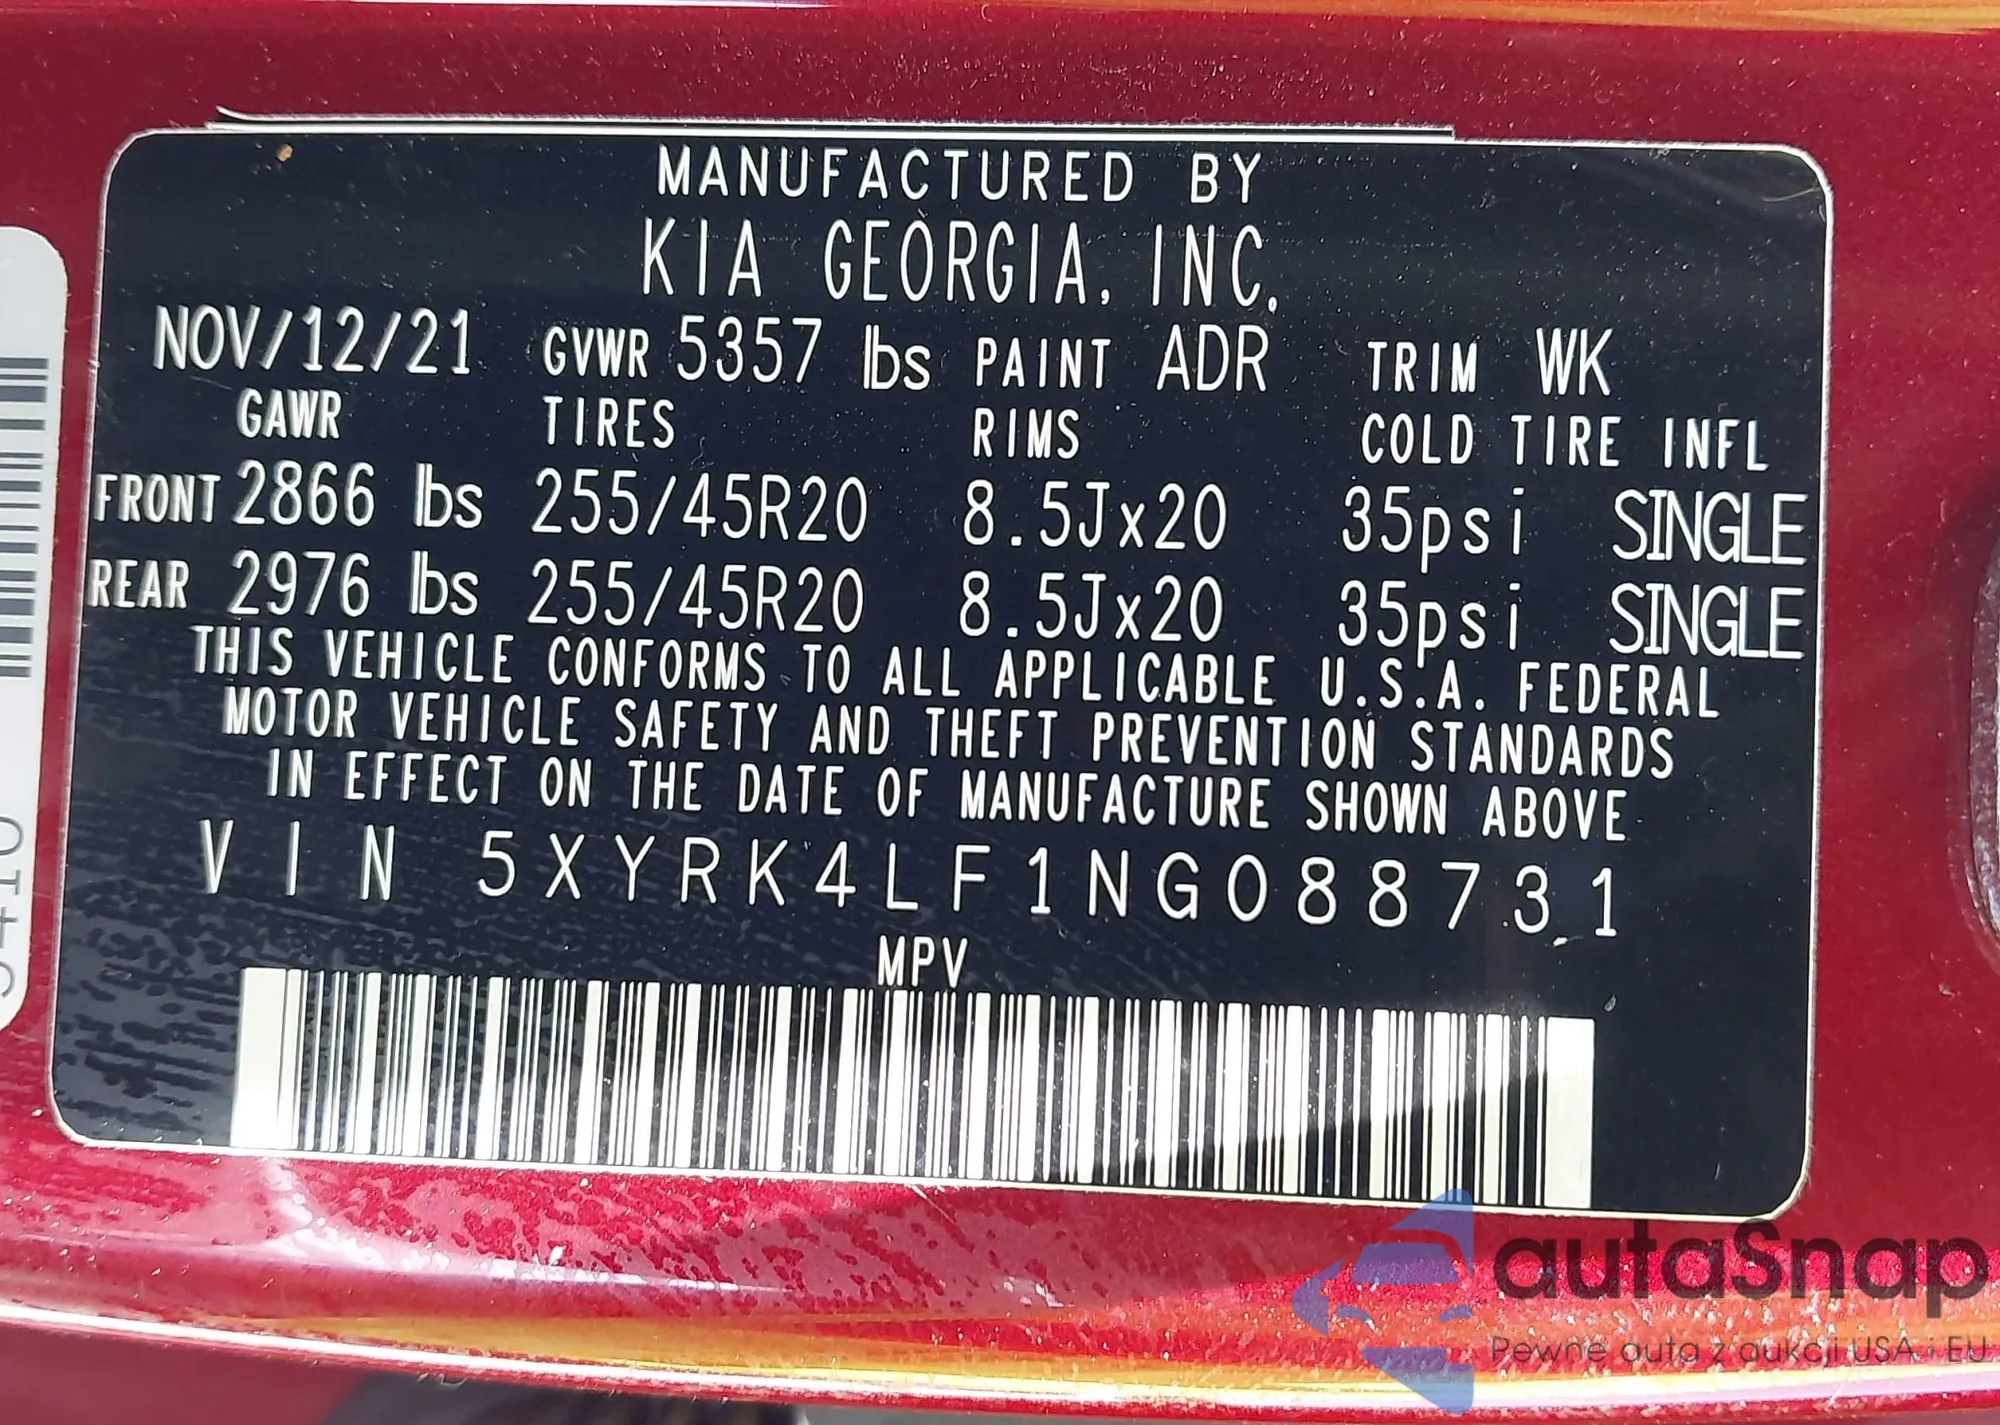 MANUFACTURED BY
KIA GEORGIA, INC.
NOV/12/21 GVWR 5357 lbs PAINT ADR TRIM WK
GAWR TIRES RIMS COLD TIRE INFL
FRONT 2866 lbs 255/45R20 8.5Jx20 35psi SINGLE
REAR 2976 lbs 255/45R20 8.5Jx20 35psi SINGLE
THIS VEHICLE CONFORMS TO ALL APPLICABLE U.S.A. FEDERAL
MOTOR VEHICLE SAFETY AND THEFT PREVENTION STANDARDS
IN EFFECT ON THE DATE OF MANUFACTURE SHOWN ABOVE
VIN 5XYRK4LF1NG088731
MPV
autaSnap
Pewne auta z aukcji USA i EU